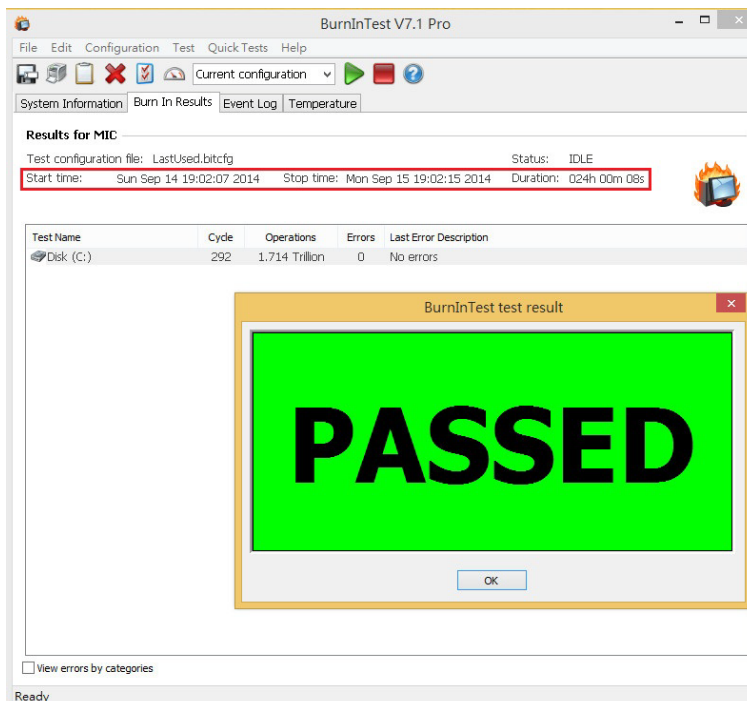 BurnInTest V7.1 Pro
File Edit Configuration Test Quick Tests Help
Current configuration
System Information Burn In Results Event Log Temperature
Results for MIC
Test configuration file: LastUsed.bitcfg Status: IDLE
Start time: Sun Sep 14 19:02:07 2014 Stop time: Mon Sep 15 19:02:15 2014 Duration: 024h 00m 08s
Test Name Cycle Operations Errors Last Error Description
Disk (C:) 292 1.714 Trillion 0 No errors
BurnInTest test result
PASSED
OK
View errors by categories
Ready